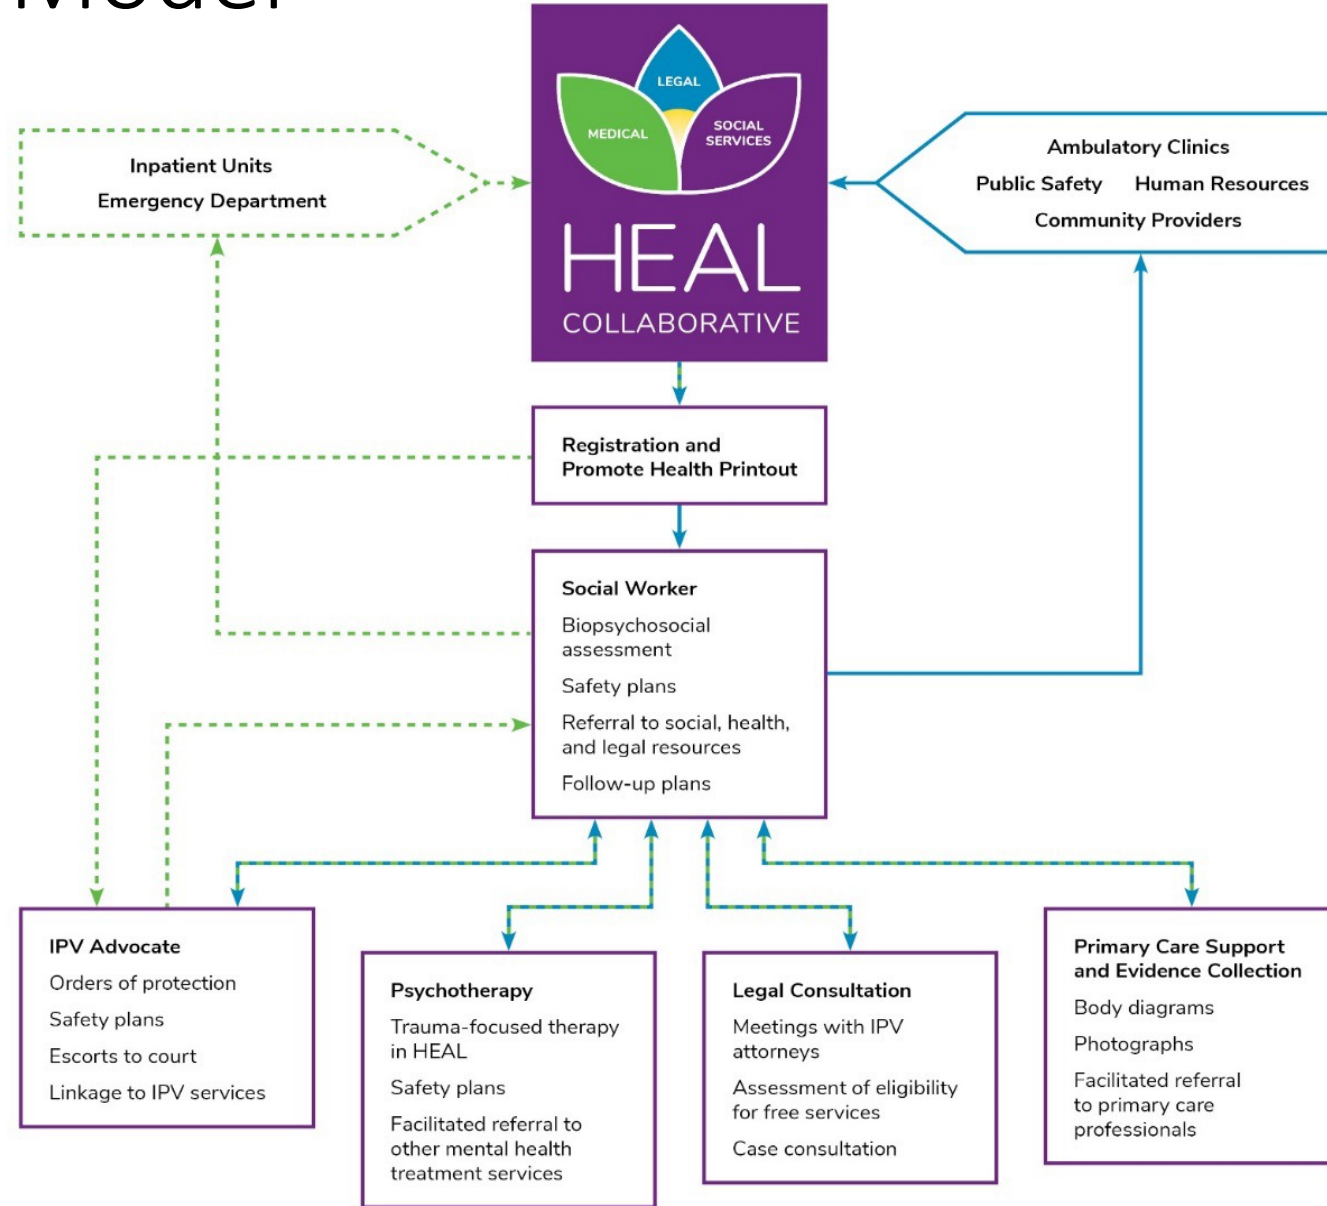 Model
LEGAL
MEDICAL
SOCIAL
SERVICES
HEAL
COLLABORATIVE
Inpatient Units
Emergency Department
Ambulatory Clinics
Public Safety Human Resources
Community Providers
Registration and
Promote Health Printout
Social Worker
Biopsychosocial
assessment
Safety plans
Referral to social, health,
and legal resources
Follow-up plans
IPV Advocate
Orders of protection
Safety plans
Escorts to court
Linkage to IPV services
Psychotherapy
Trauma-focused therapy
in HEAL
Safety plans
Facilitated referral to
other mental health
treatment services
Legal Consultation
Meetings with IPV
attorneys
Assessment of eligibility
for free services
Case consultation
Primary Care Support
and Evidence Collection
Body diagrams
Photographs
Facilitated referral
to primary care
professionals